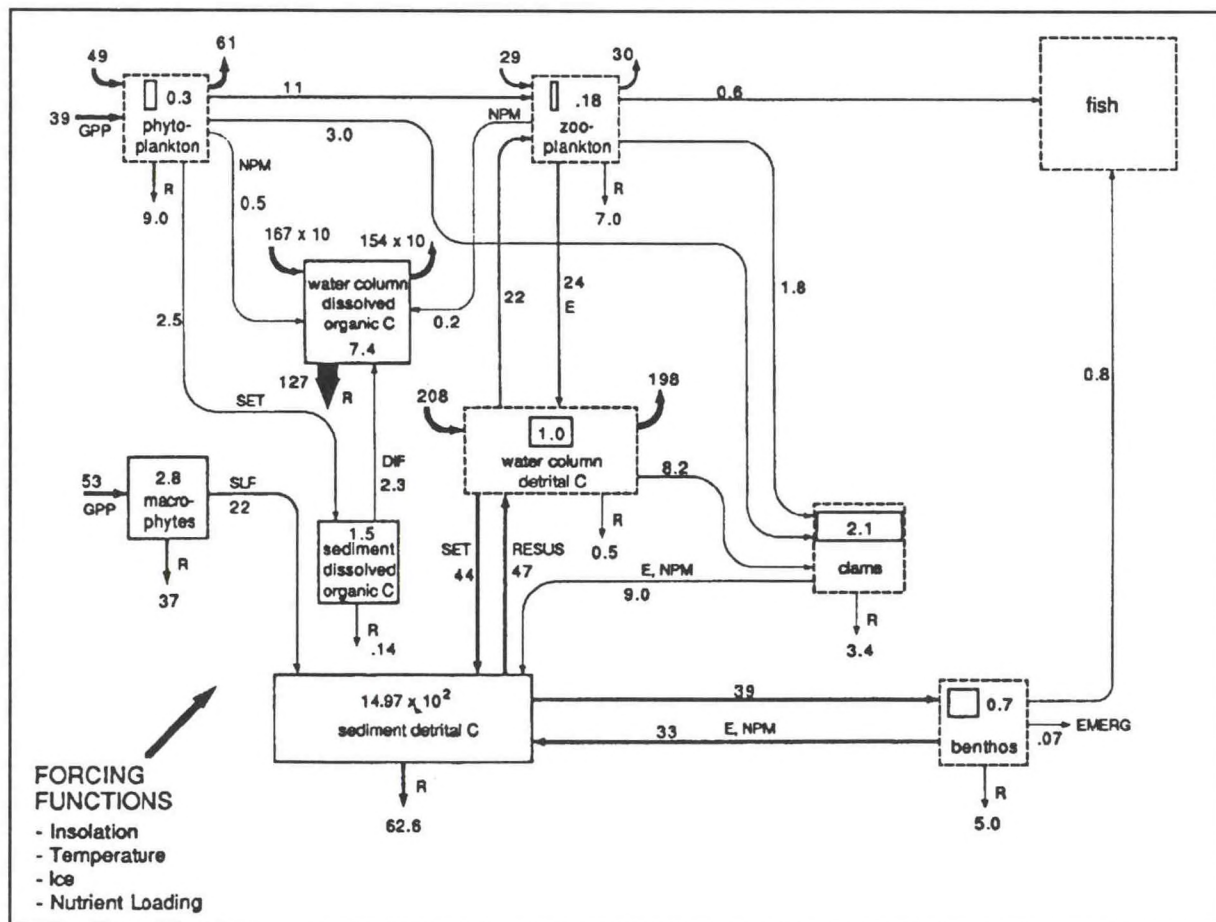 49
61
0.3
phyto-
plankton
39
GPP
R
9.0
11
3.0
NPM
0.5
29
30
.18
zoo-
plankton
NPM
R
7.0
0.6
fish
167 x 10
154 x 10
water column
dissolved
organic C
7.4
0.2
127
R
22
24
E
1.8
0.8
2.5
SET
DIF
2.3
208
198
1.0
water column
detrital C
8.2
R
0.5
53
GPP
2.8
macro-
phytes
SLF
22
R
37
1.5
sediment
dissolved
organic C
R
.14
SET
44
RESUS
47
2.1
clams
E, NPM
9.0
R
3.4
14.97 x 10²
sediment detrital C
R
62.6
39
33
E, NPM
0.7
benthos
EMERG
.07
R
5.0
FORCING
FUNCTIONS
- Insolation
- Temperature
- Ice
- Nutrient Loading